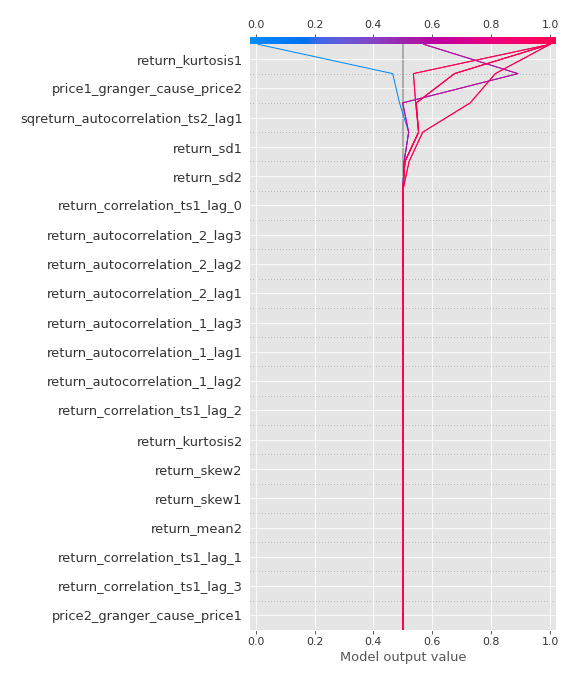 0.0 0.2 0.4 0.6 0.8 1.0
return_kurtosis1
price1_granger_cause_price2
sqreturn_autocorrelation_ts2_lag1
return_sd1
return_sd2
return_correlation_ts1_lag_0
return_autocorrelation_2_lag3
return_autocorrelation_2_lag2
return_autocorrelation_2_lag1
return_autocorrelation_1_lag3
return_autocorrelation_1_lag1
return_autocorrelation_1_lag2
return_correlation_ts1_lag_2
return_kurtosis2
return_skew2
return_skew1
return_mean2
return_correlation_ts1_lag_1
return_correlation_ts1_lag_3
price2_granger_cause_price1
0.0 0.2 0.4 0.6 0.8 1.0
Model output value